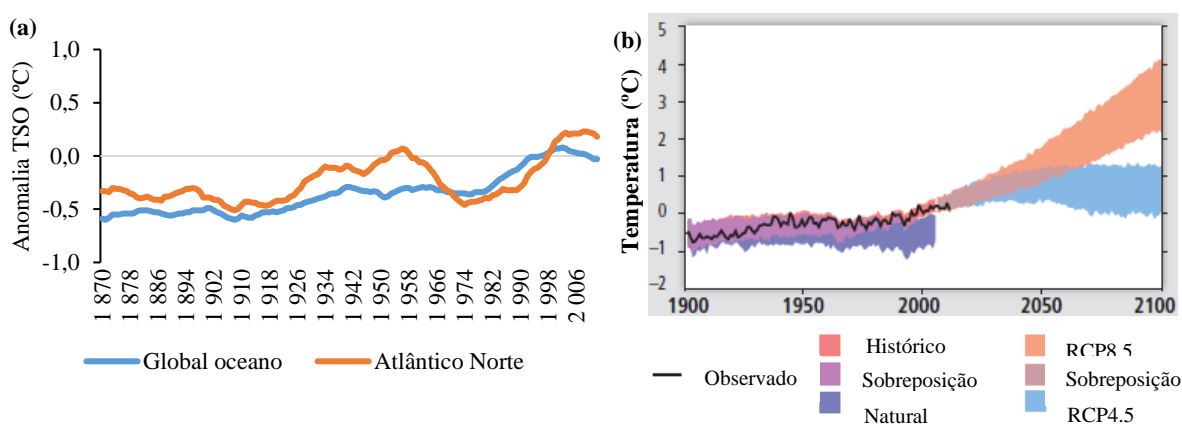 (a)
Anomalia TSO (ºC)
1,0
0,5
0,0
-0,5
-1,0
1 870
1 878
1 886
1 894
1 902
1 910
1 918
1 926
1 934
1 942
1 950
1 958
1 966
1 974
1 982
1 990
1 998
2 006
Global oceano
Atlântico Norte
(b)
Temperatura (ºC)
5
4
3
2
1
0
−1
−2
1900
1950
2000
2050
2100
Observado
Histórico
Sobreposição
Natural
RCP8.5
Sobreposição
RCP4.5